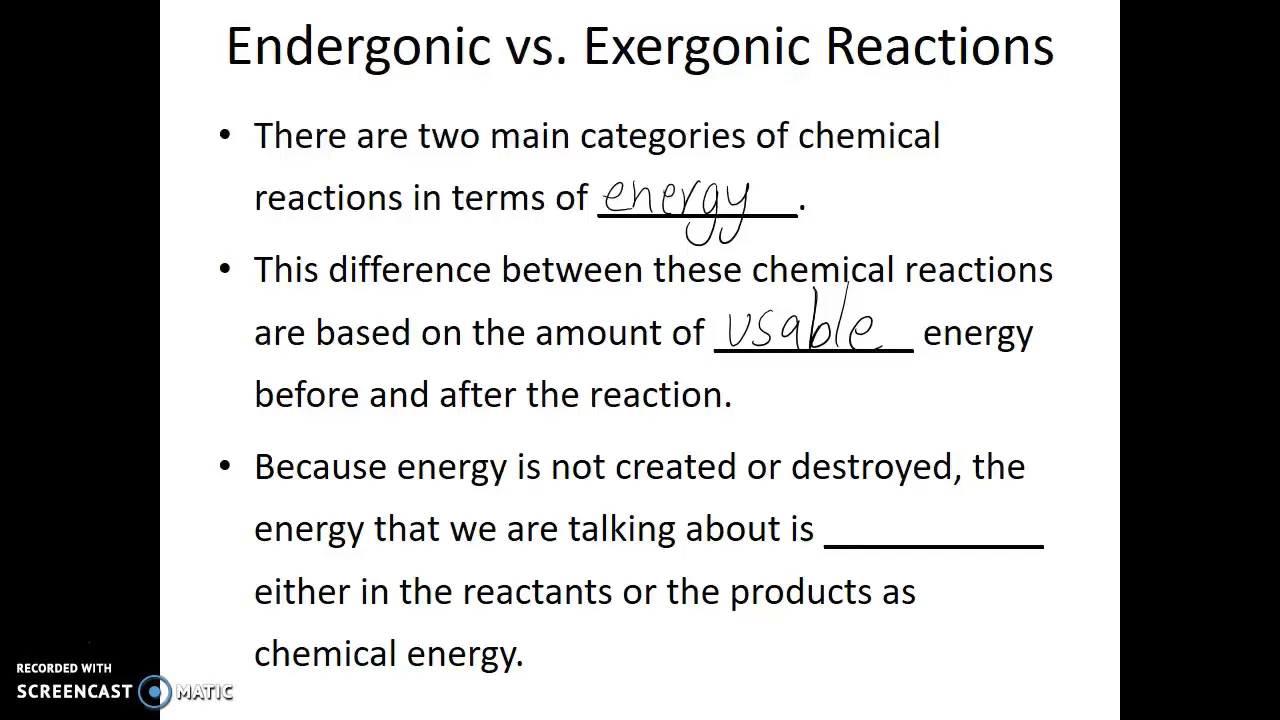 Endergonic vs. Exergonic Reactions
• There are two main categories of chemical
reactions in terms of energy.
• This difference between these chemical reactions
are based on the amount of usable energy
before and after the reaction.
• Because energy is not created or destroyed, the
energy that we are talking about is __________
either in the reactants or the products as
chemical energy.
RECORDED WITH
SCREENCAST MATIC